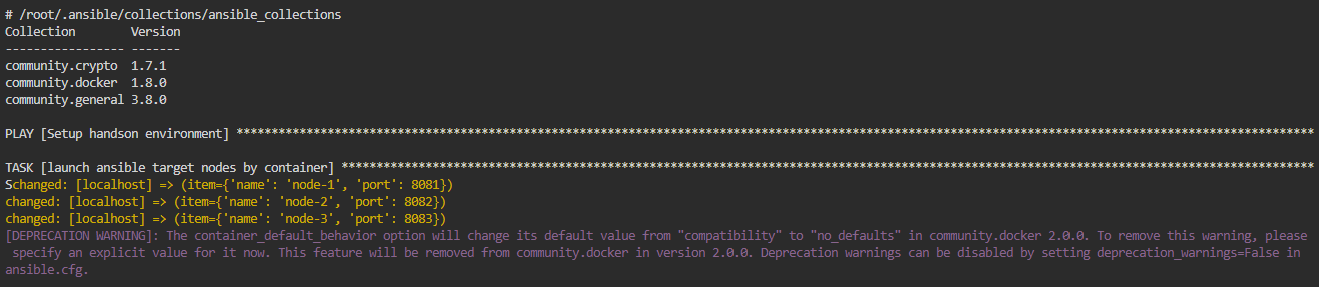 # /root/.ansible/collections/ansible_collections
Collection        Version
----------------- -------
community.crypto  1.7.1
community.docker  1.8.0
community.general 3.8.0
PLAY [Setup handson environment] **********************************************************************************************************************************************************
TASK [launch ansible target nodes by container] *******************************************************************************************************************************************
Schanged: [localhost] => (item={'name': 'node-1', 'port': 8081})
changed: [localhost] => (item={'name': 'node-2', 'port': 8082})
changed: [localhost] => (item={'name': 'node-3', 'port': 8083})
[DEPRECATION WARNING]: The container_default_behavior option will change its default value from "compatibility" to "no_defaults" in community.docker 2.0.0. To remove this warning, please
 specify an explicit value for it now. This feature will be removed from community.docker in version 2.0.0. Deprecation warnings can be disabled by setting deprecation_warnings=False in
ansible.cfg.